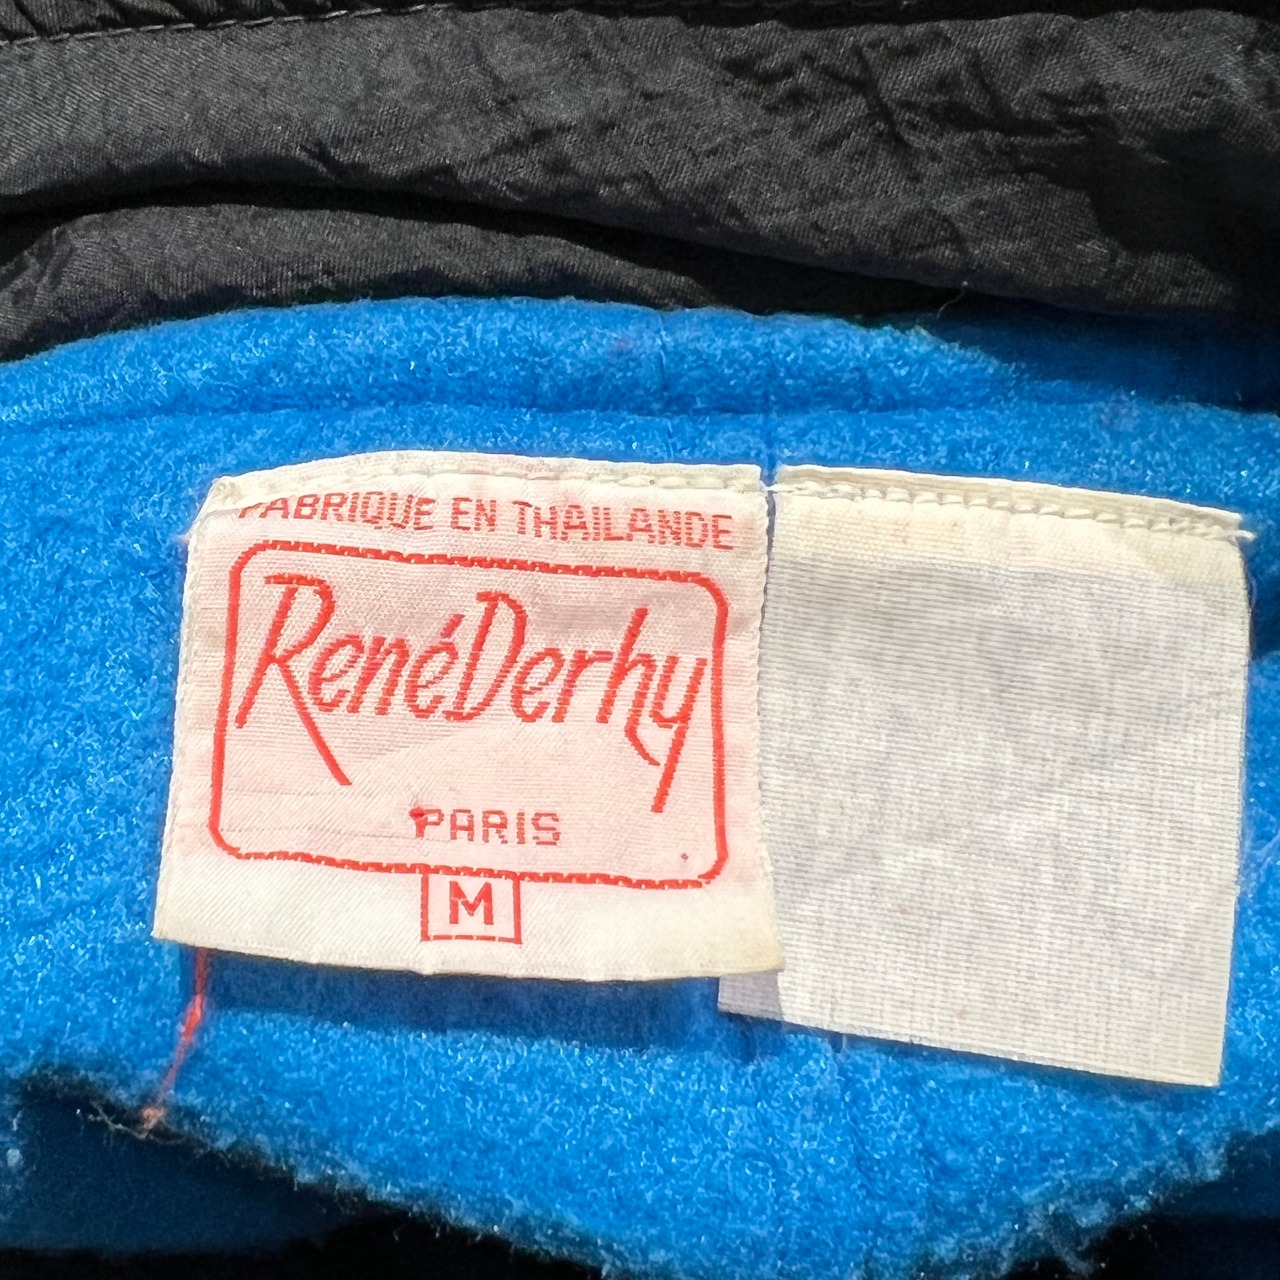 FABRIQUE EN THAILANDE
RenéDerhy
PARIS
M